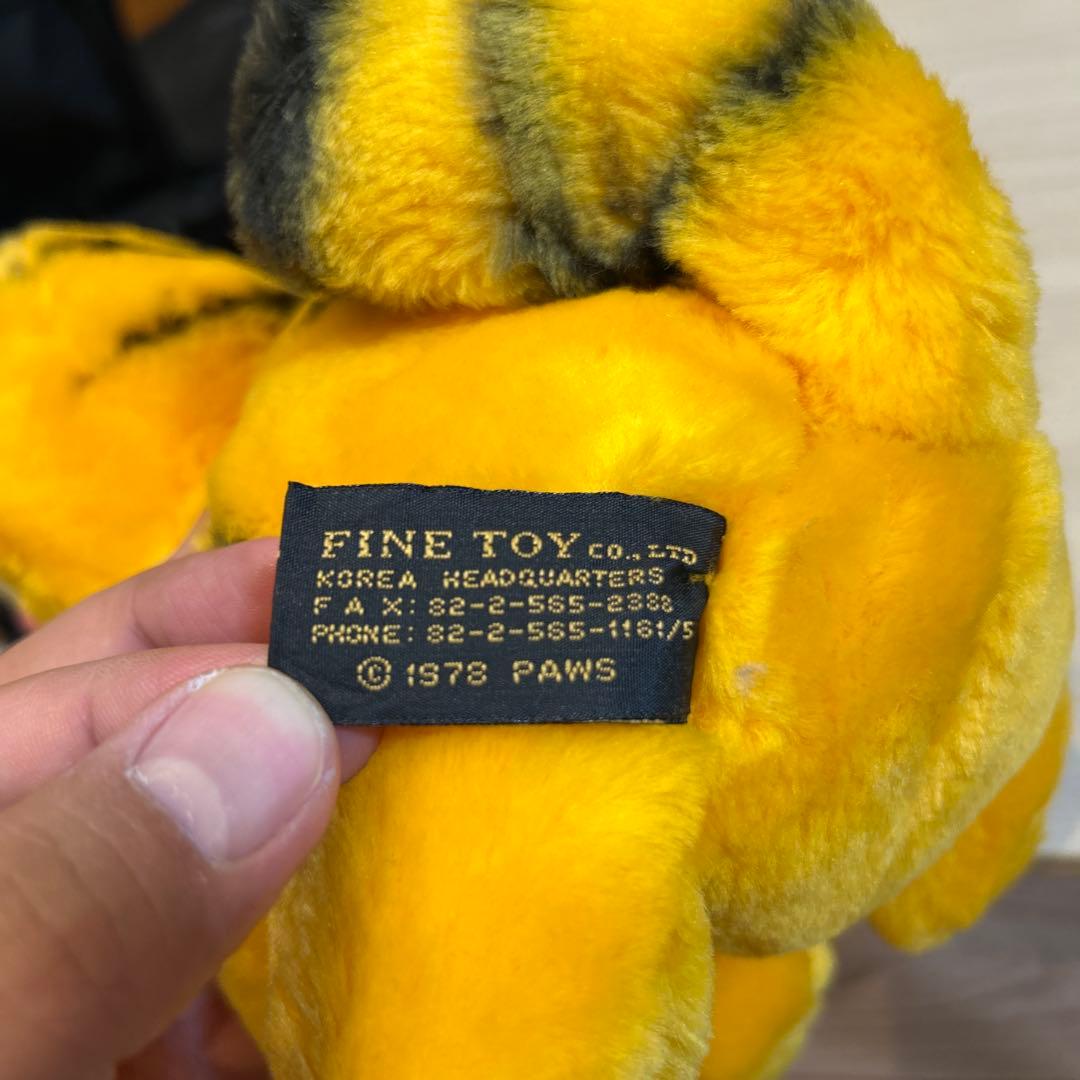 FINE TOY CO., LTD
KOREA HEADQUARTERS
FAX: 82-2-565-2388
PHONE: 82-2-565-1161/5
© 1978 PAWS